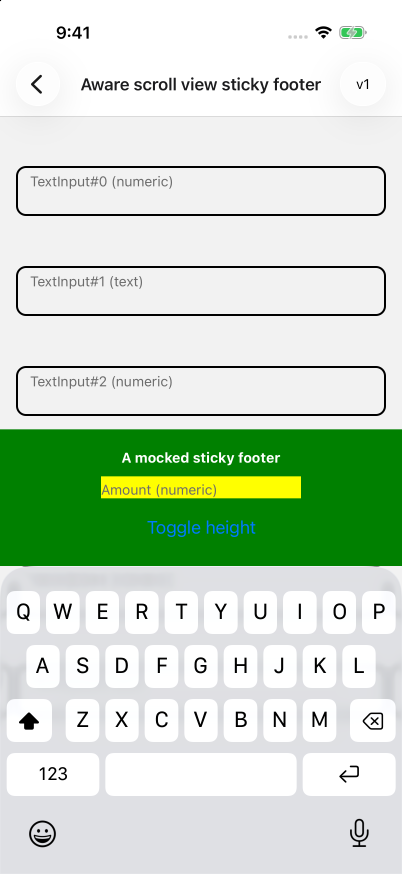 9:41
Aware scroll view sticky footer
v1
TextInput#0 (numeric)
TextInput#1 (text)
TextInput#2 (numeric)
A mocked sticky footer
Amount (numeric)
Toggle height
Q W E R T Y U I O P
A S D F G H J K L
Z X C V B N M
123